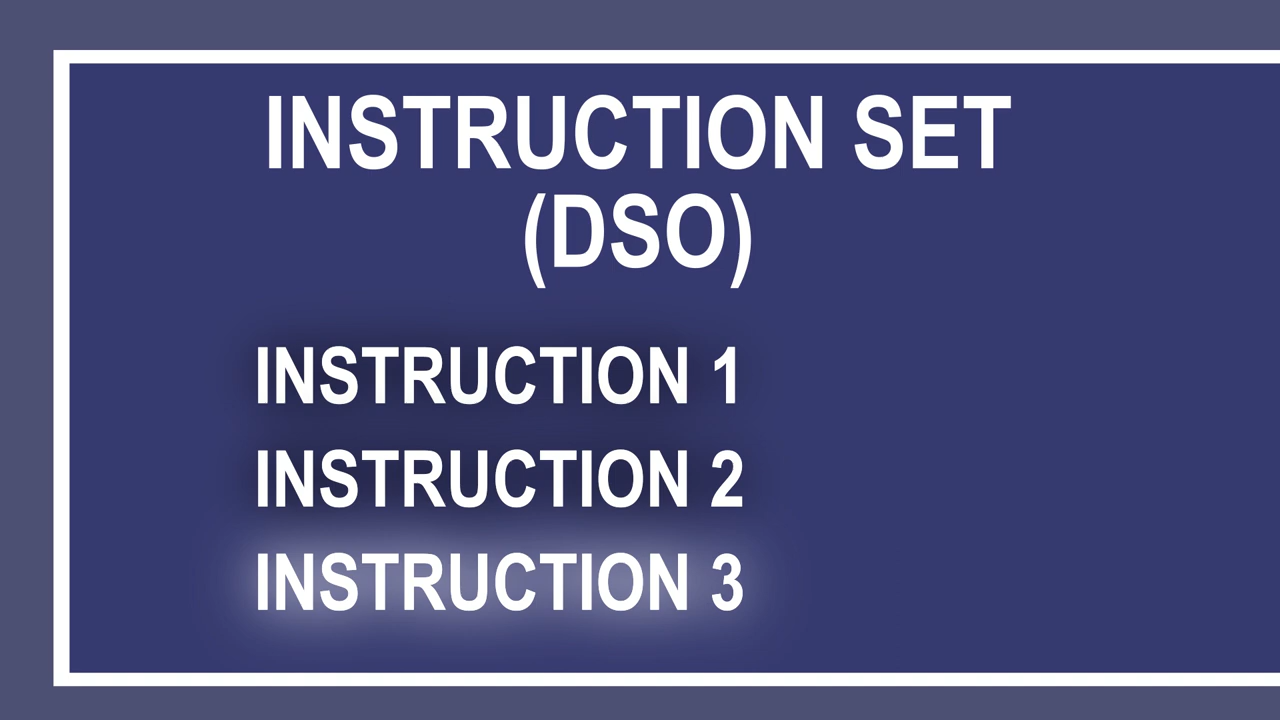 INSTRUCTION SET
(DSO)
INSTRUCTION 1
INSTRUCTION 2
INSTRUCTION 3